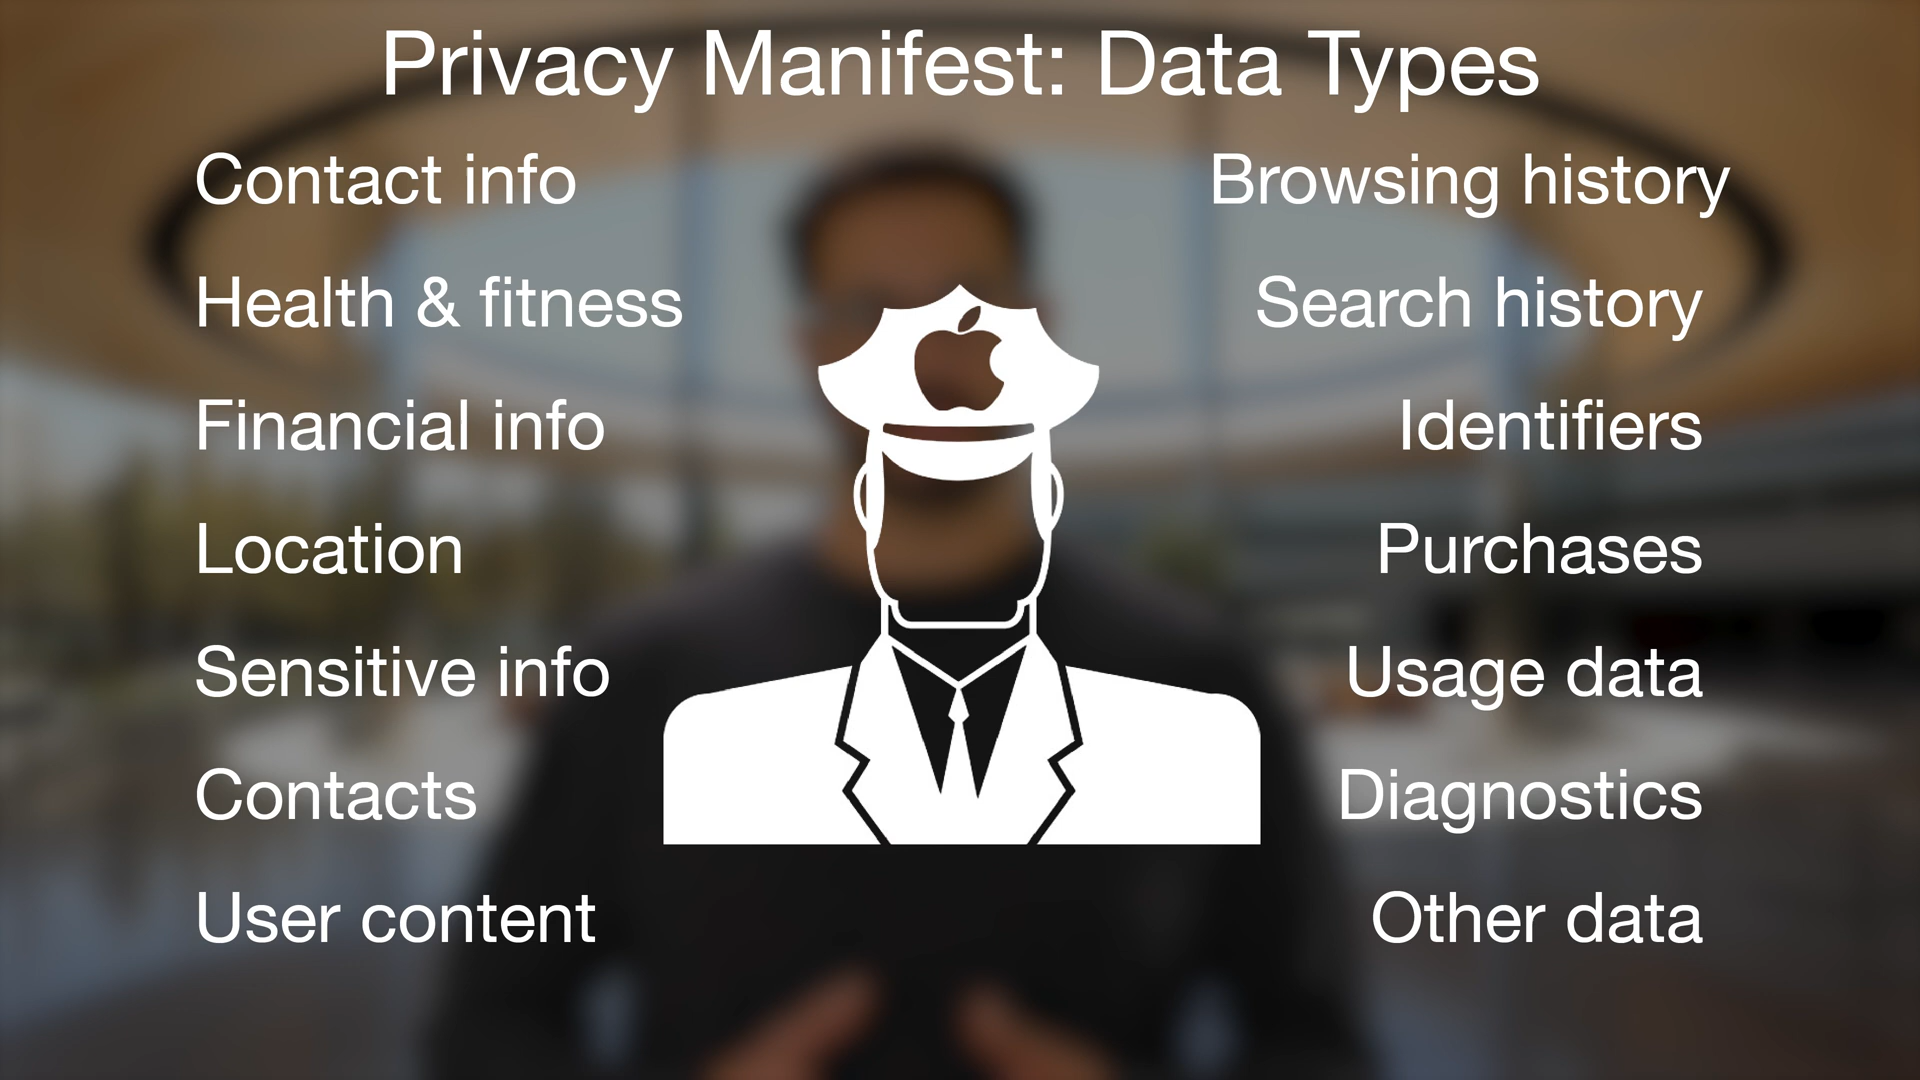 Privacy Manifest: Data Types
Contact info
Health & fitness
Financial info
Location
Sensitive info
Contacts
User content
Browsing history
Search history
Identifiers
Purchases
Usage data
Diagnostics
Other data